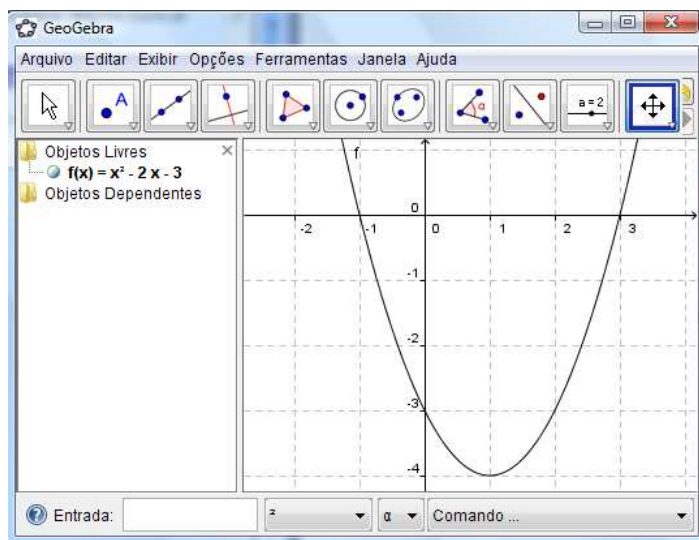 GeoGebra
Arquivo Editar Exibir Opções Ferramentas Janela Ajuda
A
α
a = 2
Objetos Livres
f(x) = x² - 2 x - 3
Objetos Dependentes
f
0
-2 -1 0 1 2 3
-1
-2
-3
-4
Entrada: ² α Comando ...